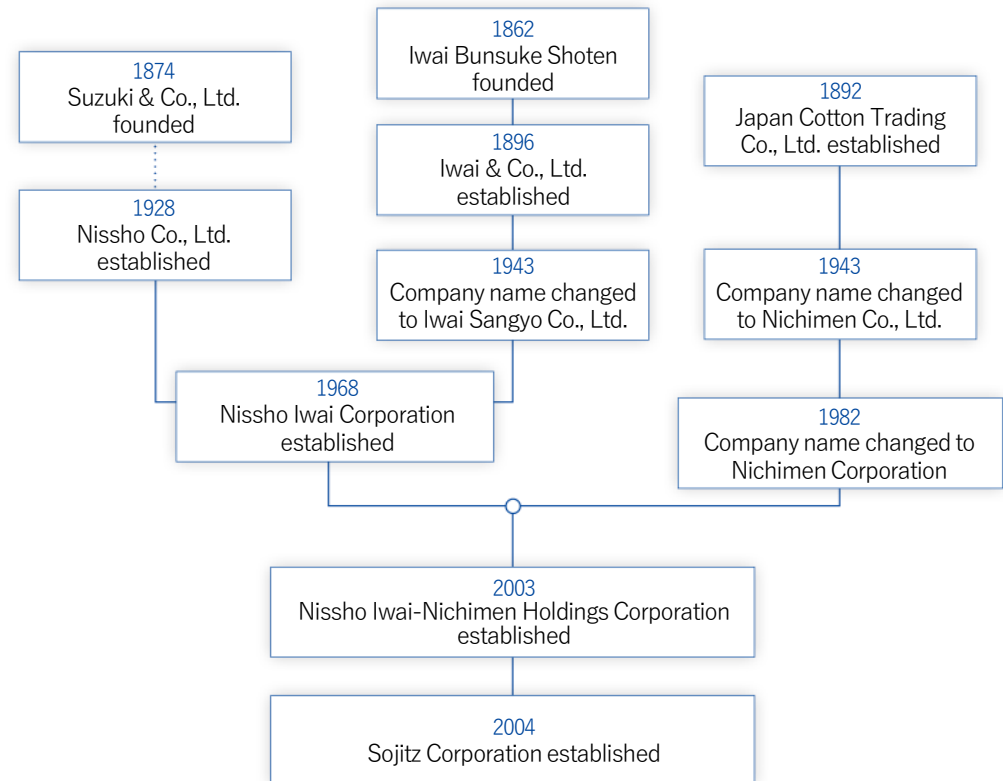 1874
Suzuki & Co., Ltd.
founded
1928
Nissho Co., Ltd.
established
1862
Iwai Bunsuke Shoten
founded
1896
Iwai & Co., Ltd.
established
1943
Company name changed
to Iwai Sangyo Co., Ltd.
1968
Nissho Iwai Corporation
established
1892
Japan Cotton Trading
Co., Ltd. established
1943
Company name changed
to Nichimen Co., Ltd.
1982
Company name changed to
Nichimen Corporation
2003
Nissho Iwai-Nichimen Holdings Corporation
established
2004
Sojitz Corporation established